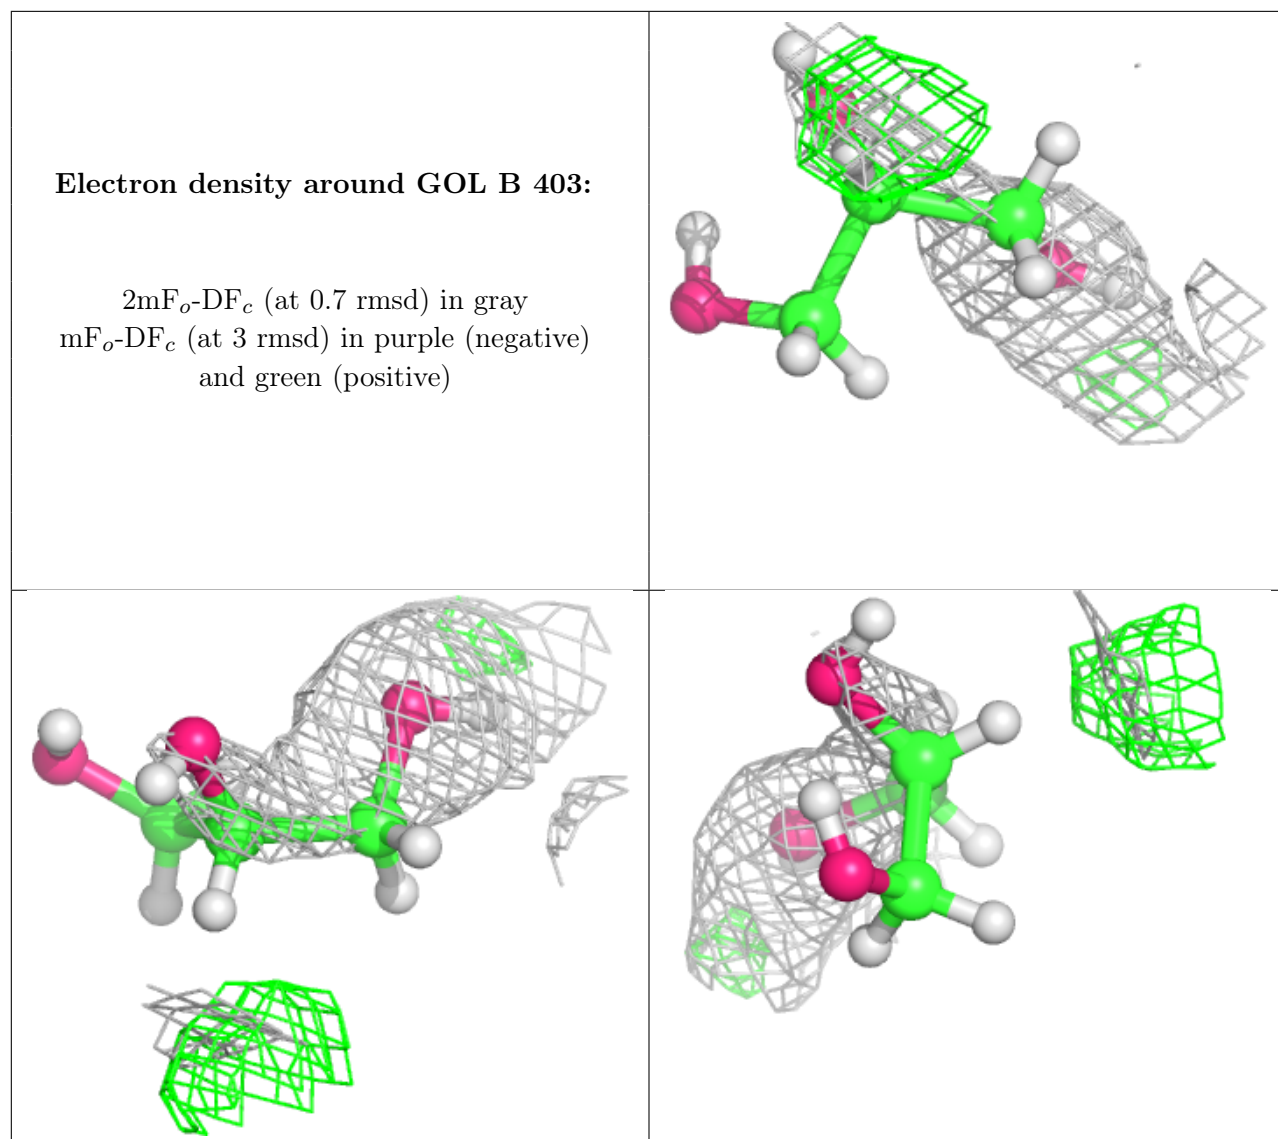 Electron density around GOL B 403:
2mFₒ-DF𝒸 (at 0.7 rmsd) in gray
mFₒ-DF𝒸 (at 3 rmsd) in purple (negative)
and green (positive)